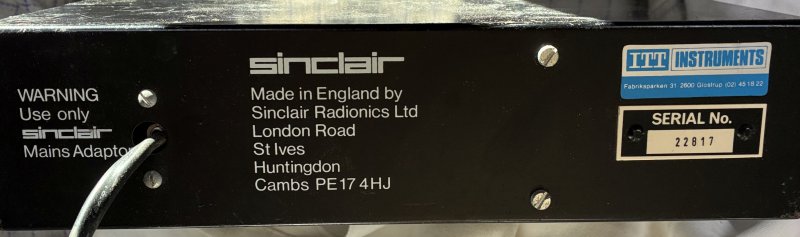 WARNING
Use only
sinclair
Mains Adaptor
sinclair
Made in England by
Sinclair Radionics Ltd
London Road
St Ives
Huntingdon
Cambs PE17 4HJ
ITT INSTRUMENTS
Fabriksparken 31 2600 Glostrup (02) 45 18 22
SERIAL No.
22817